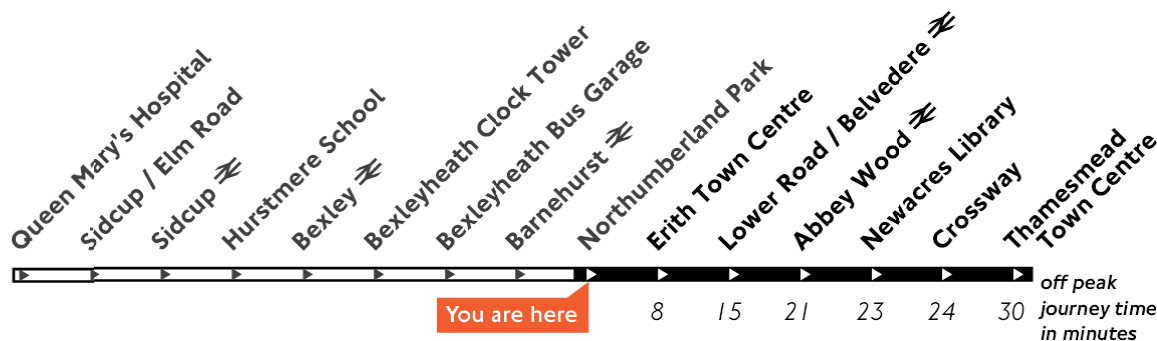 Queen Mary's Hospital
Sidcup / Elm Road
Sidcup
Hurstmere School
Bexley
Bexleyheath Clock Tower
Bexleyheath Bus Garage
Barnehurst
Northumberland Park
Erith Town Centre
Lower Road / Belvedere
Abbey Wood
Newacres Library
Crossway
Thamesmead
Town Centre
You are here
8 15 21 23 24 30
off peak
journey time
in minutes